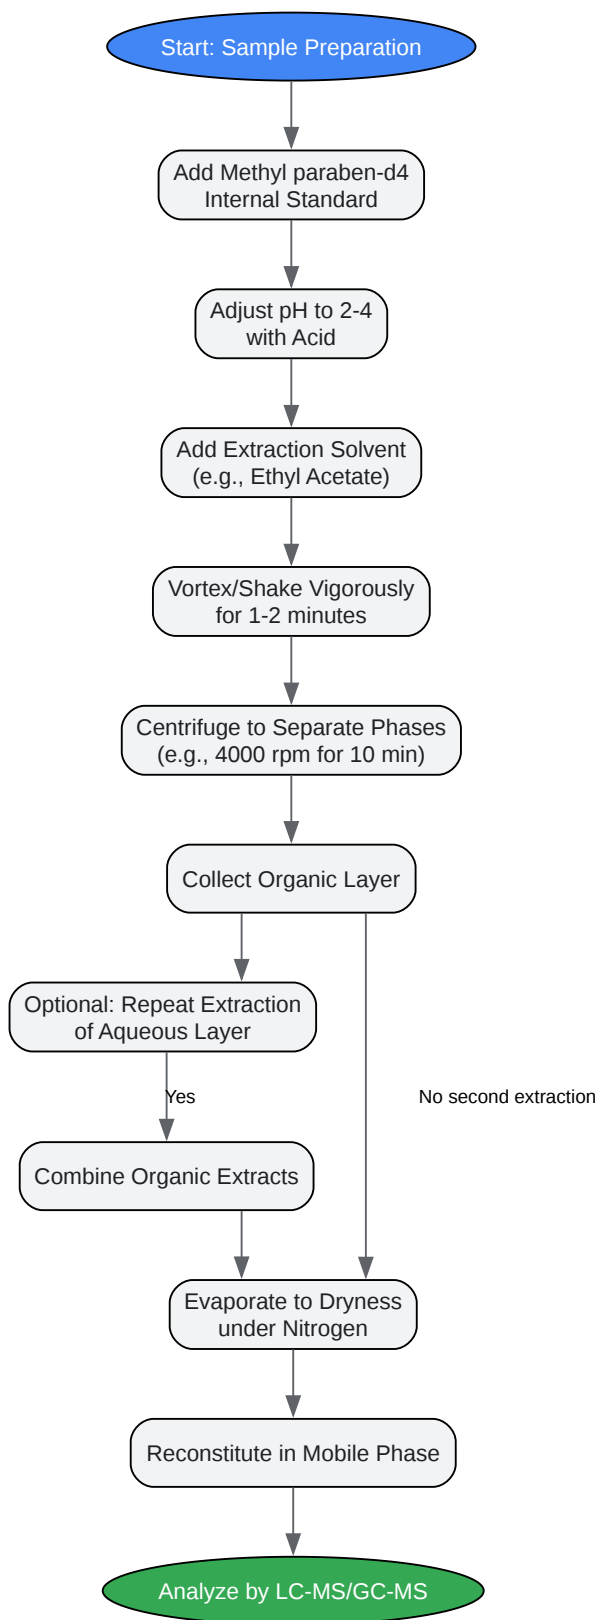 Start: Sample Preparation
Add Methyl paraben-d4
Internal Standard
Adjust pH to 2-4
with Acid
Add Extraction Solvent
(e.g., Ethyl Acetate)
Vortex/Shake Vigorously
for 1-2 minutes
Centrifuge to Separate Phases
(e.g., 4000 rpm for 10 min)
Collect Organic Layer
Optional: Repeat Extraction
of Aqueous Layer
Yes
No second extraction
Combine Organic Extracts
Evaporate to Dryness
under Nitrogen
Reconstitute in Mobile Phase
Analyze by LC-MS/GC-MS